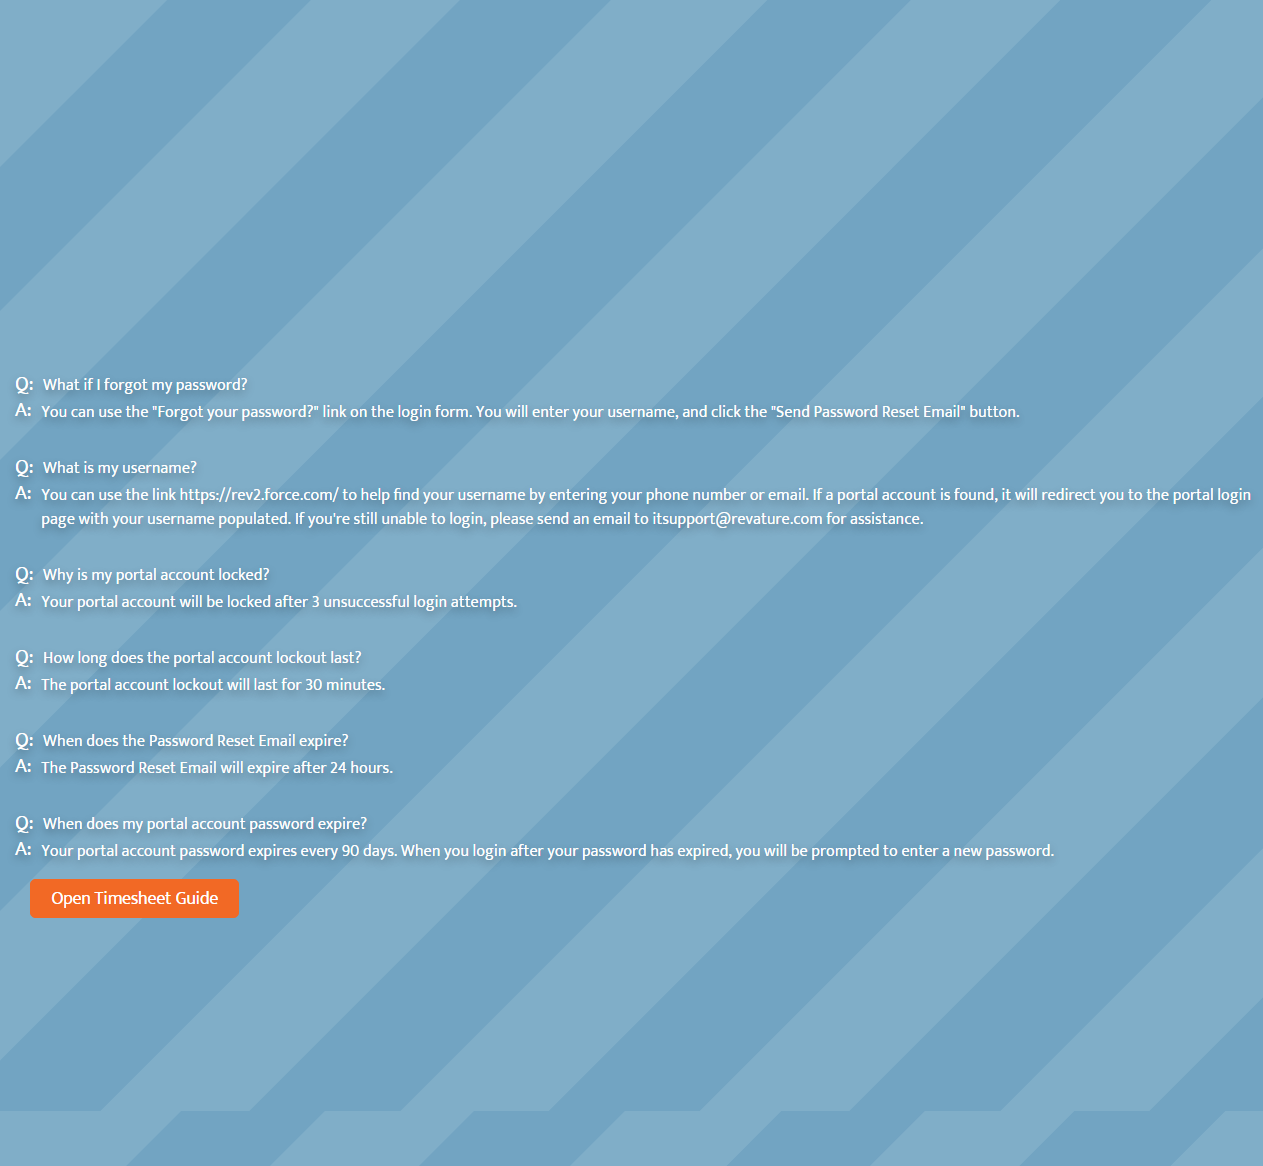 Q: What if I forgot my password?
A: You can use the "Forgot your password?" link on the login form. You will enter your username, and click the "Send Password Reset Email" button.
Q: What is my username?
A: You can use the link https://rev2.force.com/ to help find your username by entering your phone number or email. If a portal account is found, it will redirect you to the portal login
page with your username populated. If you're still unable to login, please send an email to itsupport@revature.com for assistance.
Q: Why is my portal account locked?
A: Your portal account will be locked after 3 unsuccessful login attempts.
Q: How long does the portal account lockout last?
A: The portal account lockout will last for 30 minutes.
Q: When does the Password Reset Email expire?
A: The Password Reset Email will expire after 24 hours.
Q: When does my portal account password expire?
A: Your portal account password expires every 90 days. When you login after your password has expired, you will be prompted to enter a new password.
Open Timesheet Guide